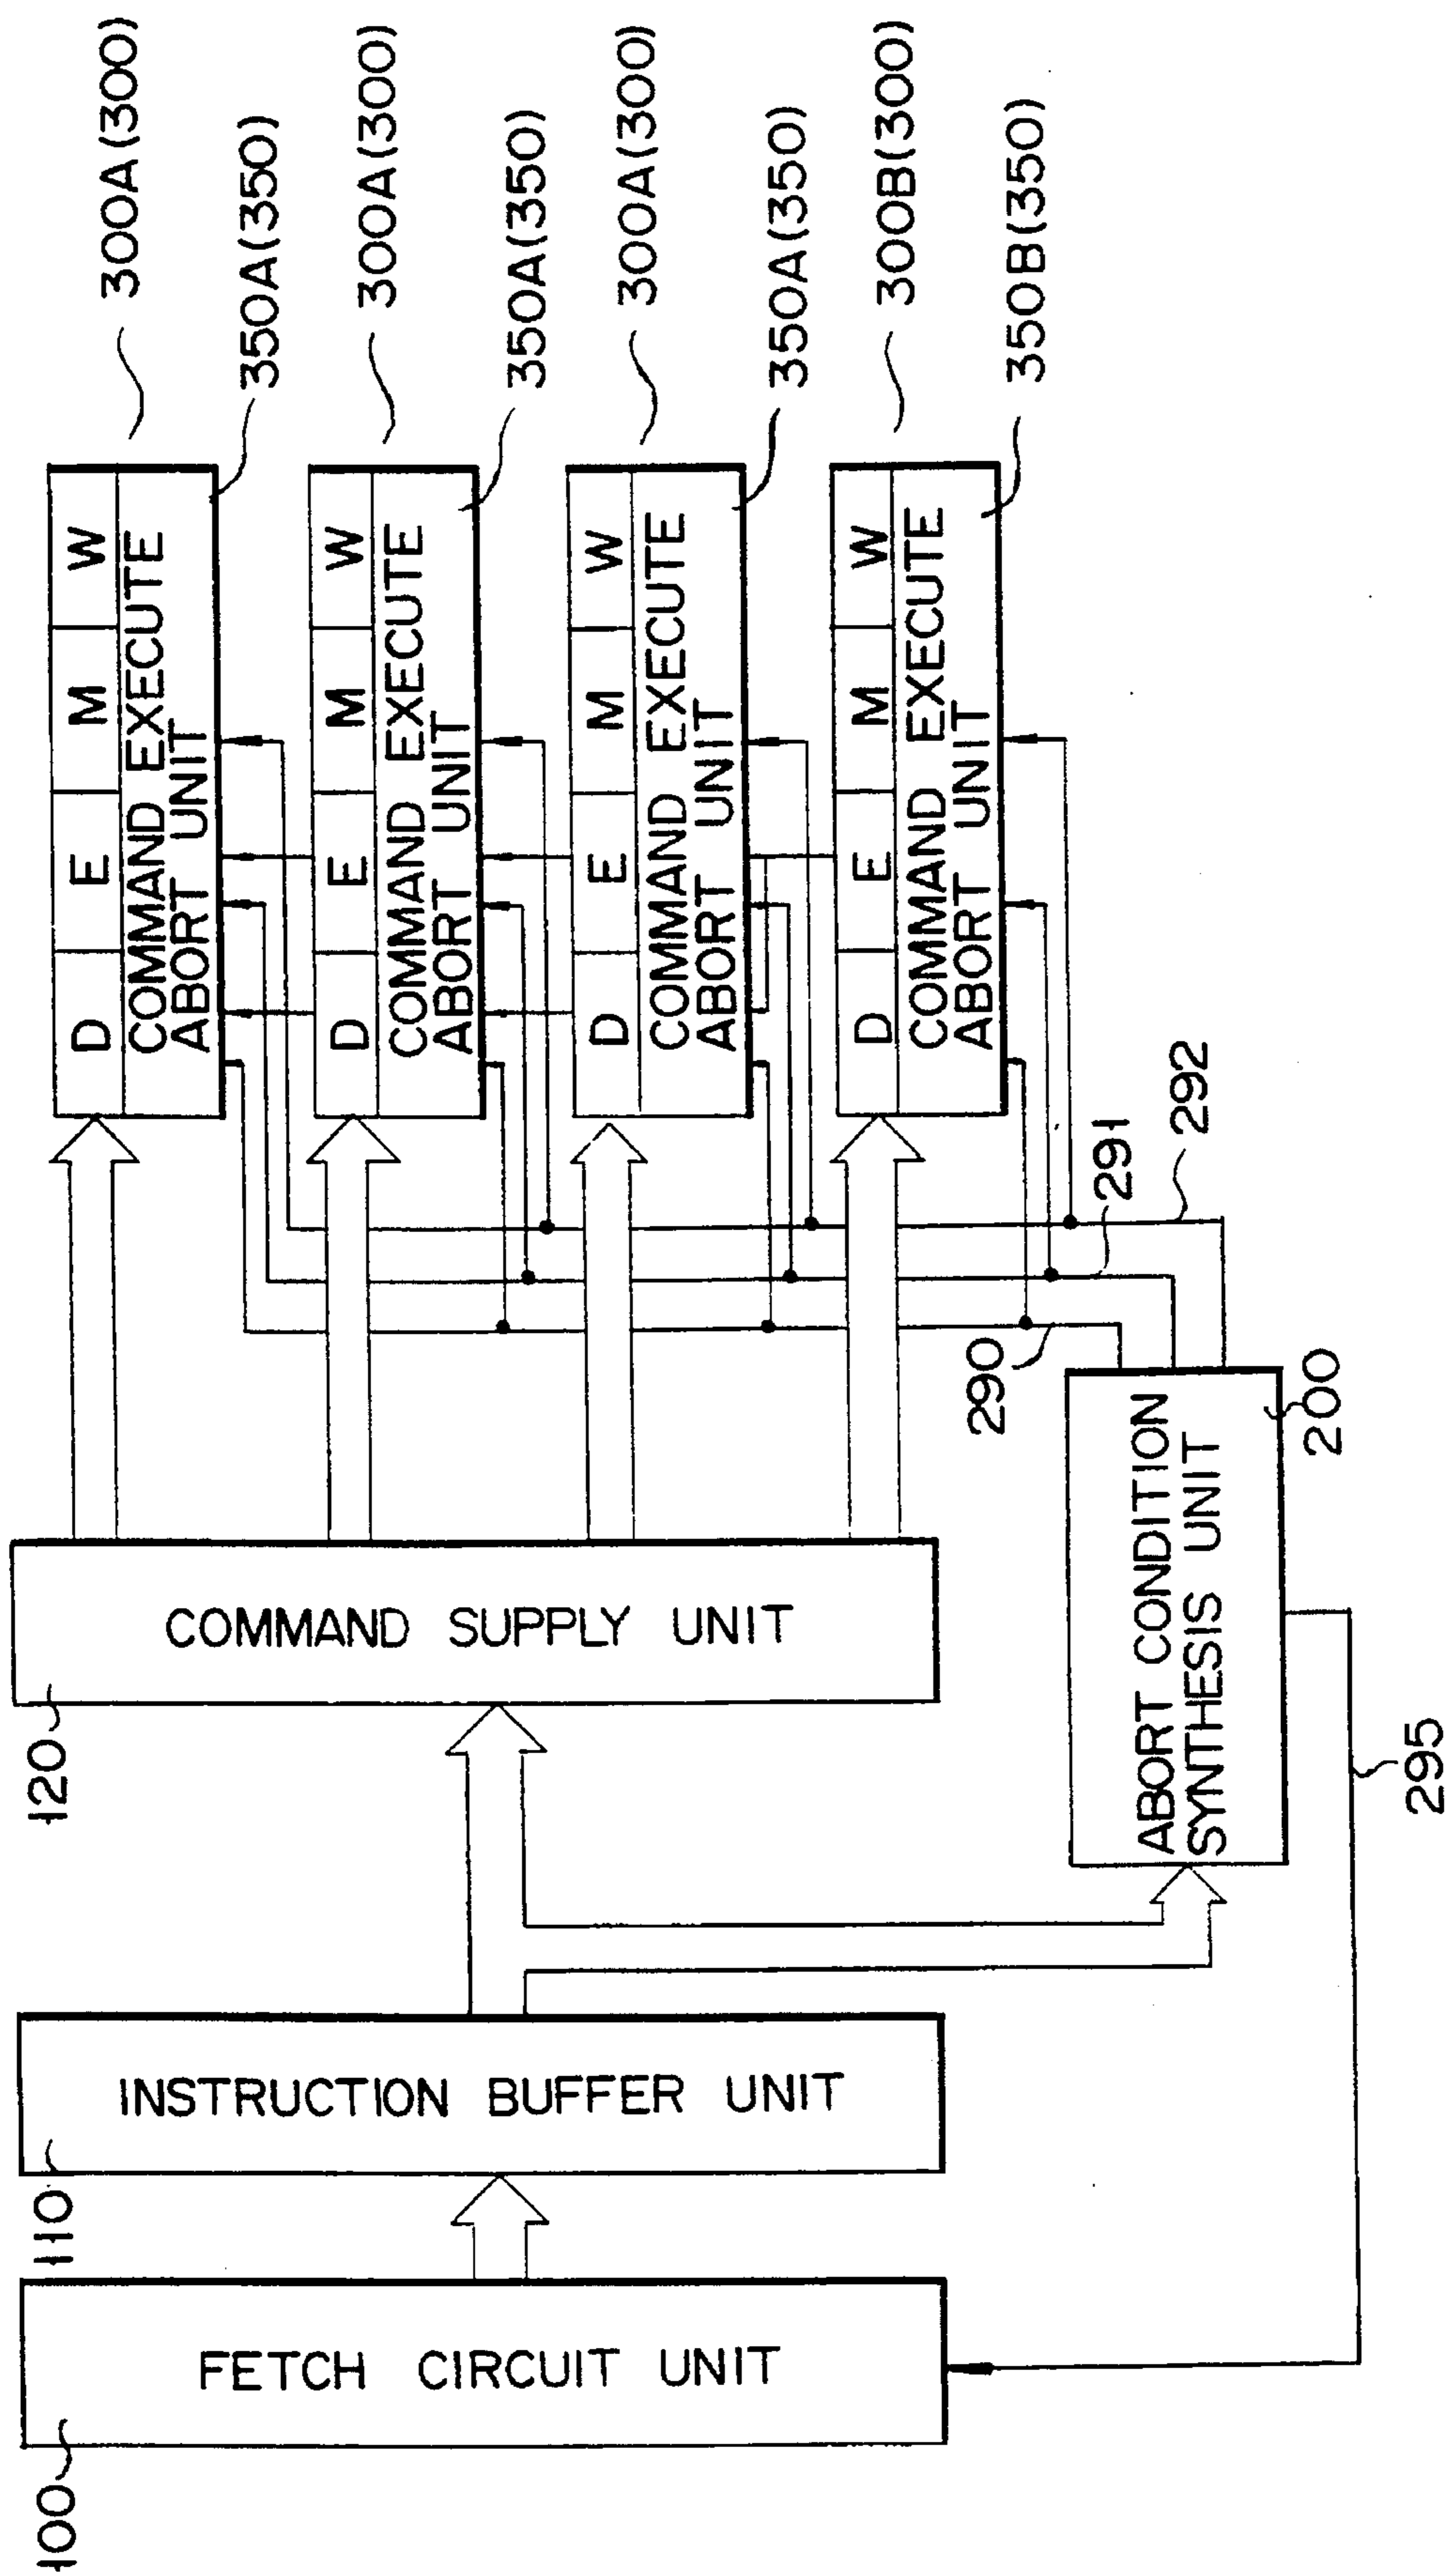 100
FETCH CIRCUIT UNIT
110
INSTRUCTION BUFFER UNIT
120
COMMAND SUPPLY UNIT
D E M W
COMMAND EXECUTE
ABORT UNIT
300A(300)
350A(350)
D E M W
COMMAND EXECUTE
ABORT UNIT
300A(300)
350A(350)
D E M W
COMMAND EXECUTE
ABORT UNIT
300A(300)
350A(350)
D E M W
COMMAND EXECUTE
ABORT UNIT
300B(300)
350B(350)
290
291
292
ABORT CONDITION
SYNTHESIS UNIT
200
295